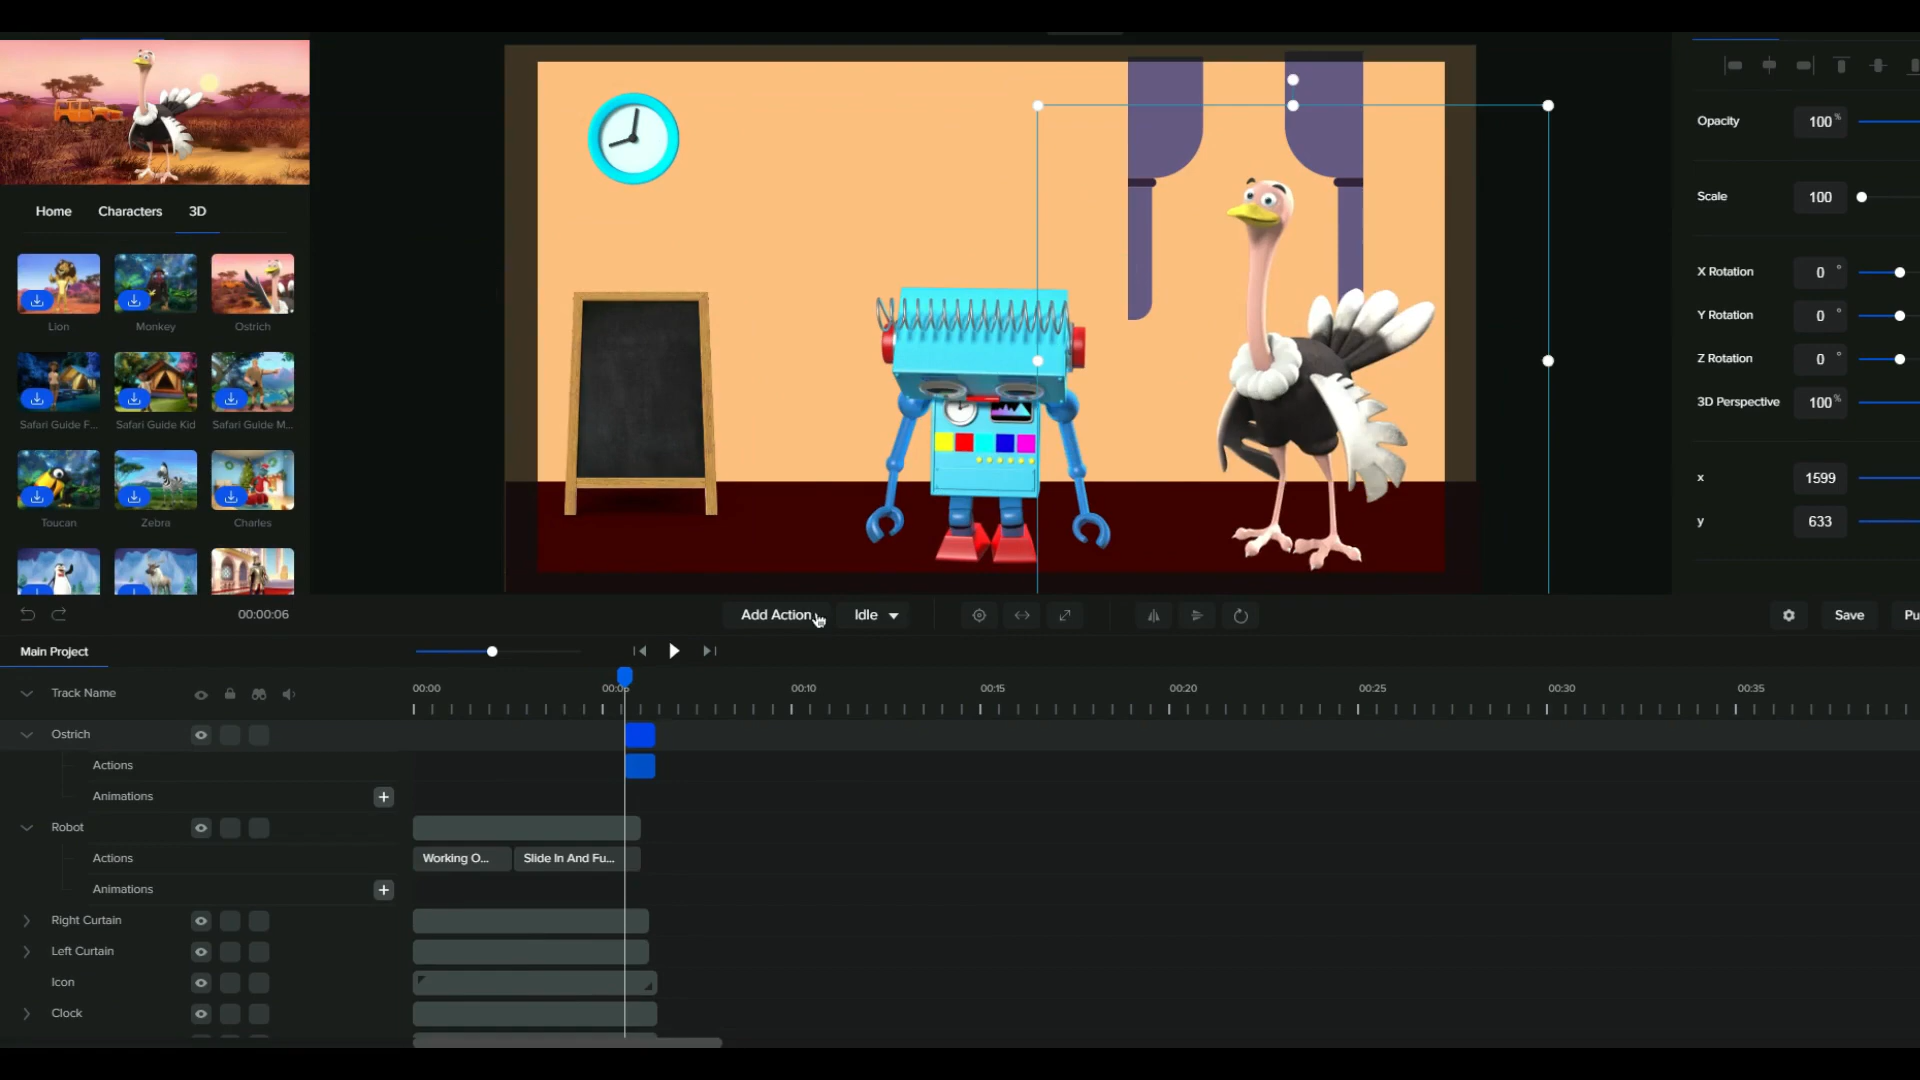 Home Characters 3D
Lion Monkey Ostrich
Safari Guide F... Safari Guide Kid Safari Guide M...
Toucan Zebra Charles
Opacity 100 %
Scale 100
X Rotation 0 °
Y Rotation 0 °
Z Rotation 0 °
3D Perspective 100 %
x 1599
y 633
00:00:06 Add Action Idle Save Pu
Main Project
Track Name 00:00 00:10 00:15 00:20 00:25 00:30 00:35
Ostrich
Actions
Animations +
Robot
Actions Working O... Slide In And Fu...
Animations +
Right Curtain
Left Curtain
Icon
Clock